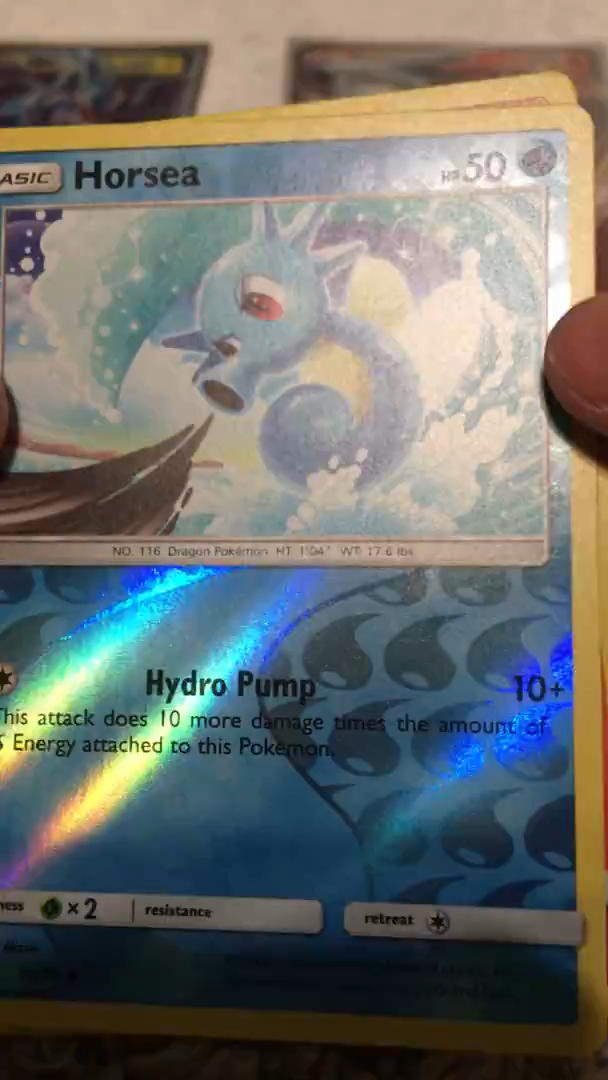 ASIC Horsea HP 50
NO. 116 Dragon Pokémon HT 1'04" WT 17.6 lbs
Hydro Pump 10+
This attack does 10 more damage times the amount of
Energy attached to this Pokémon.
ness ×2 resistance retreat